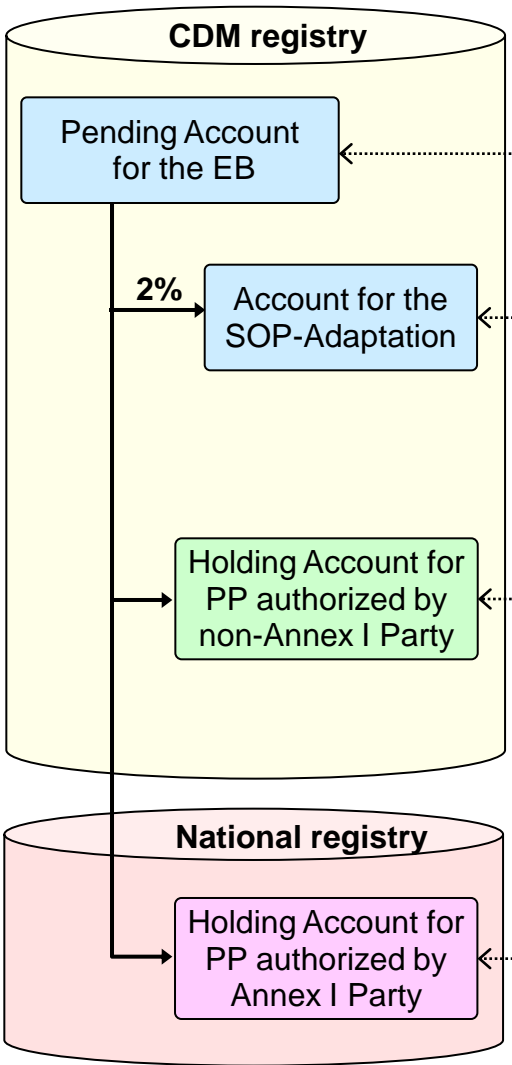 CDM registry
Pending Account
for the EB
2%
Account for the
SOP-Adaptation
Holding Account for
PP authorized by
non-Annex I Party
National registry
Holding Account for
PP authorized by
Annex I Party